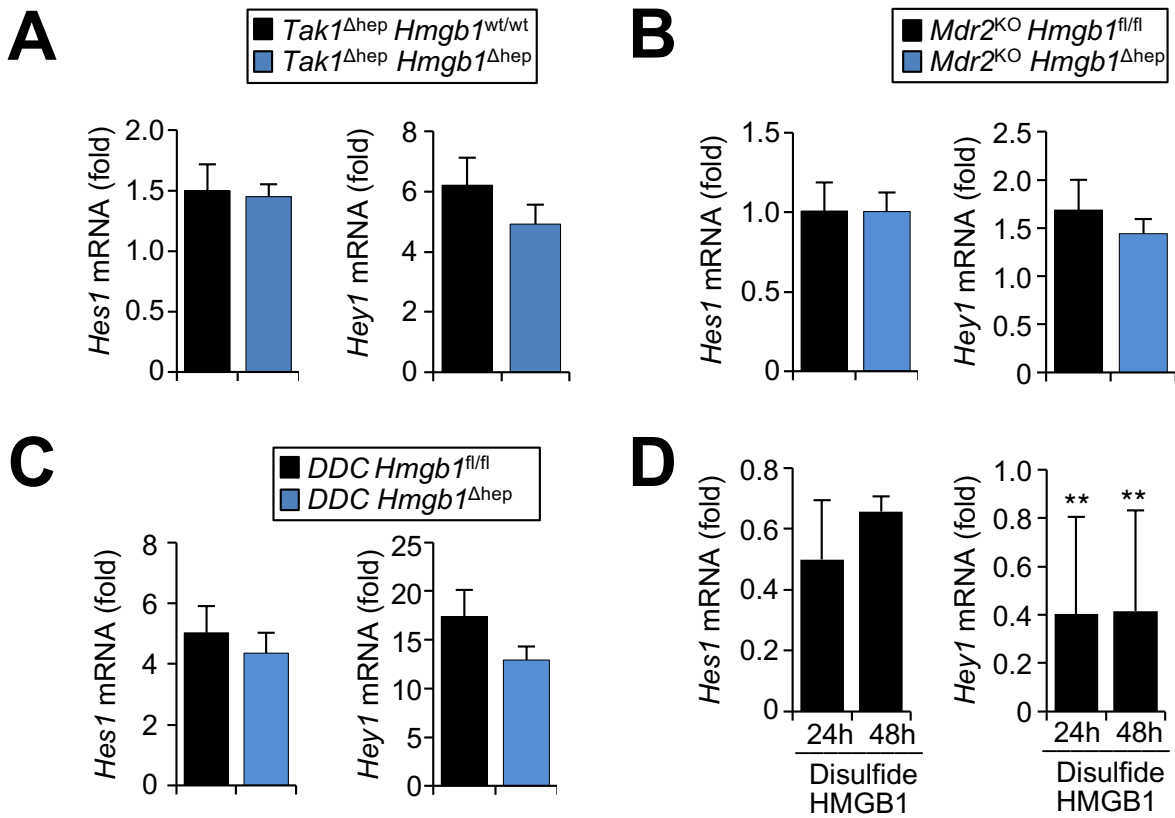 A
Tak1Δhep Hmgb1wt/wt
Tak1Δhep Hmgb1Δhep
Hes1 mRNA (fold)
2.0
1.5
1.0
0.5
0
Hey1 mRNA (fold)
8
6
4
2
0
B
Mdr2KO Hmgb1fl/fl
Mdr2KO Hmgb1Δhep
Hes1 mRNA (fold)
1.5
1.0
0.5
0
Hey1 mRNA (fold)
2.5
2.0
1.5
1.0
0.5
0
C
DDC Hmgb1fl/fl
DDC Hmgb1Δhep
Hes1 mRNA (fold)
8
6
4
2
0
Hey1 mRNA (fold)
25
20
15
10
5
0
D
Hes1 mRNA (fold)
0.8
0.6
0.4
0.2
0
24h 48h
Disulfide
HMGB1
Hey1 mRNA (fold)
1.0
0.8
0.6
0.4
0.2
0
** **
24h 48h
Disulfide
HMGB1